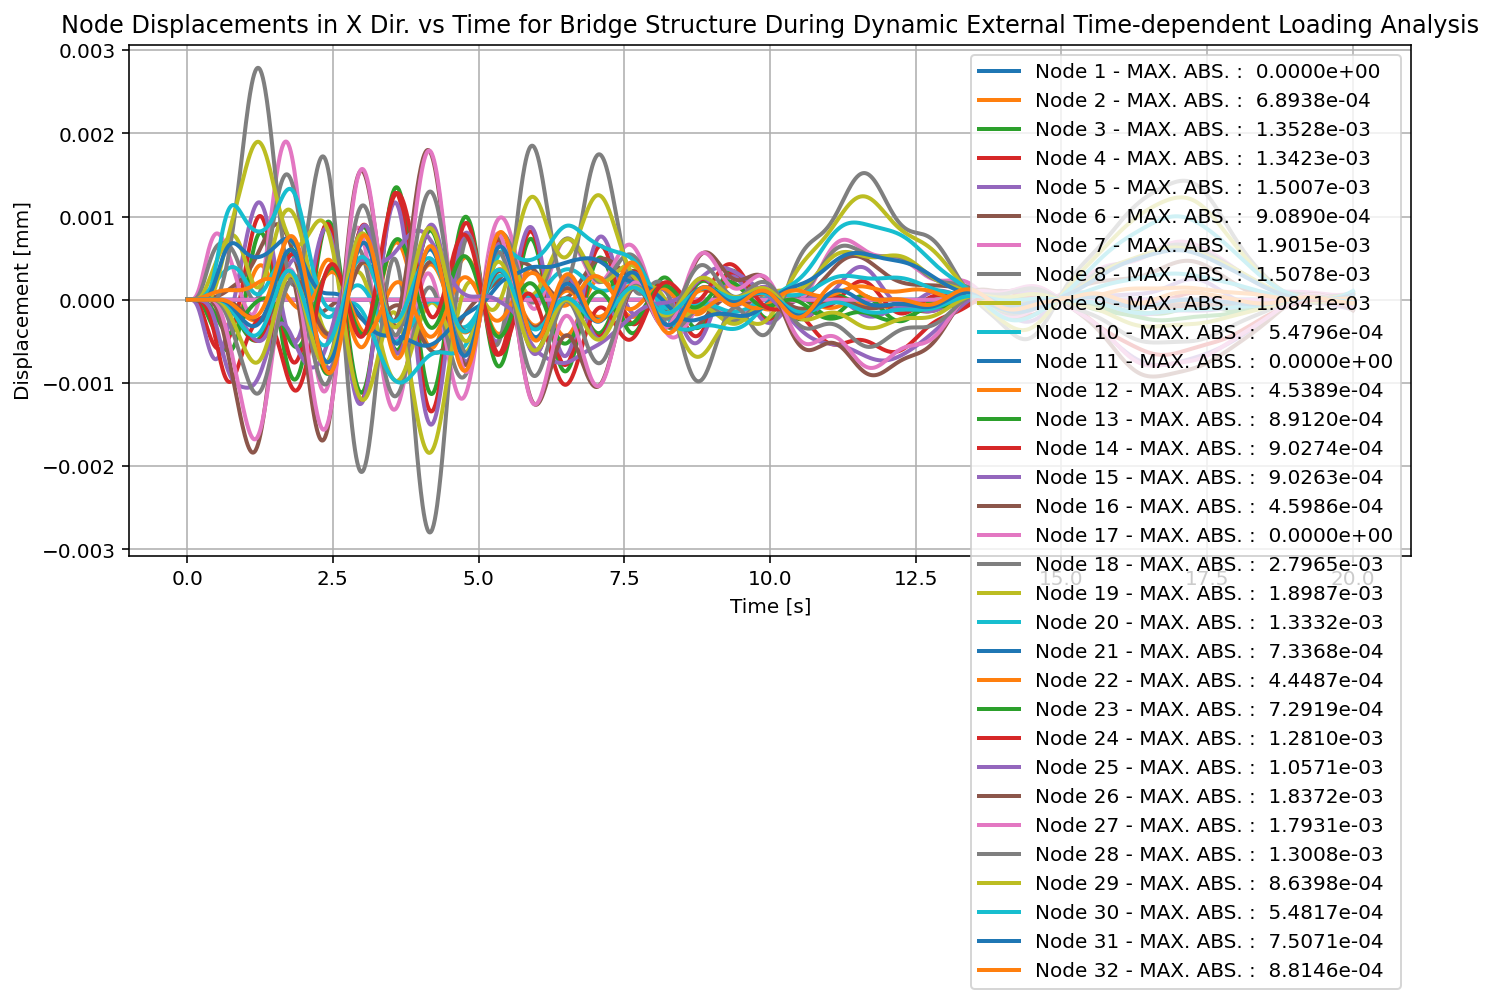 Node Displacements in X Dir. vs Time for Bridge Structure During Dynamic External Time-dependent Loading Analysis
0.003
0.002
0.001
0.000
−0.001
−0.002
−0.003
Displacement [mm]
0.0
2.5
5.0
7.5
10.0
12.5
15.0
17.5
20.0
Time [s]
Node 1 - MAX. ABS. : 0.0000e+00
Node 2 - MAX. ABS. : 6.8938e-04
Node 3 - MAX. ABS. : 1.3528e-03
Node 4 - MAX. ABS. : 1.3423e-03
Node 5 - MAX. ABS. : 1.5007e-03
Node 6 - MAX. ABS. : 9.0890e-04
Node 7 - MAX. ABS. : 1.9015e-03
Node 8 - MAX. ABS. : 1.5078e-03
Node 9 - MAX. ABS. : 1.0841e-03
Node 10 - MAX. ABS. : 5.4796e-04
Node 11 - MAX. ABS. : 0.0000e+00
Node 12 - MAX. ABS. : 4.5389e-04
Node 13 - MAX. ABS. : 8.9120e-04
Node 14 - MAX. ABS. : 9.0274e-04
Node 15 - MAX. ABS. : 9.0263e-04
Node 16 - MAX. ABS. : 4.5986e-04
Node 17 - MAX. ABS. : 0.0000e+00
Node 18 - MAX. ABS. : 2.7965e-03
Node 19 - MAX. ABS. : 1.8987e-03
Node 20 - MAX. ABS. : 1.3332e-03
Node 21 - MAX. ABS. : 7.3368e-04
Node 22 - MAX. ABS. : 4.4487e-04
Node 23 - MAX. ABS. : 7.2919e-04
Node 24 - MAX. ABS. : 1.2810e-03
Node 25 - MAX. ABS. : 1.0571e-03
Node 26 - MAX. ABS. : 1.8372e-03
Node 27 - MAX. ABS. : 1.7931e-03
Node 28 - MAX. ABS. : 1.3008e-03
Node 29 - MAX. ABS. : 8.6398e-04
Node 30 - MAX. ABS. : 5.4817e-04
Node 31 - MAX. ABS. : 7.5071e-04
Node 32 - MAX. ABS. : 8.8146e-04